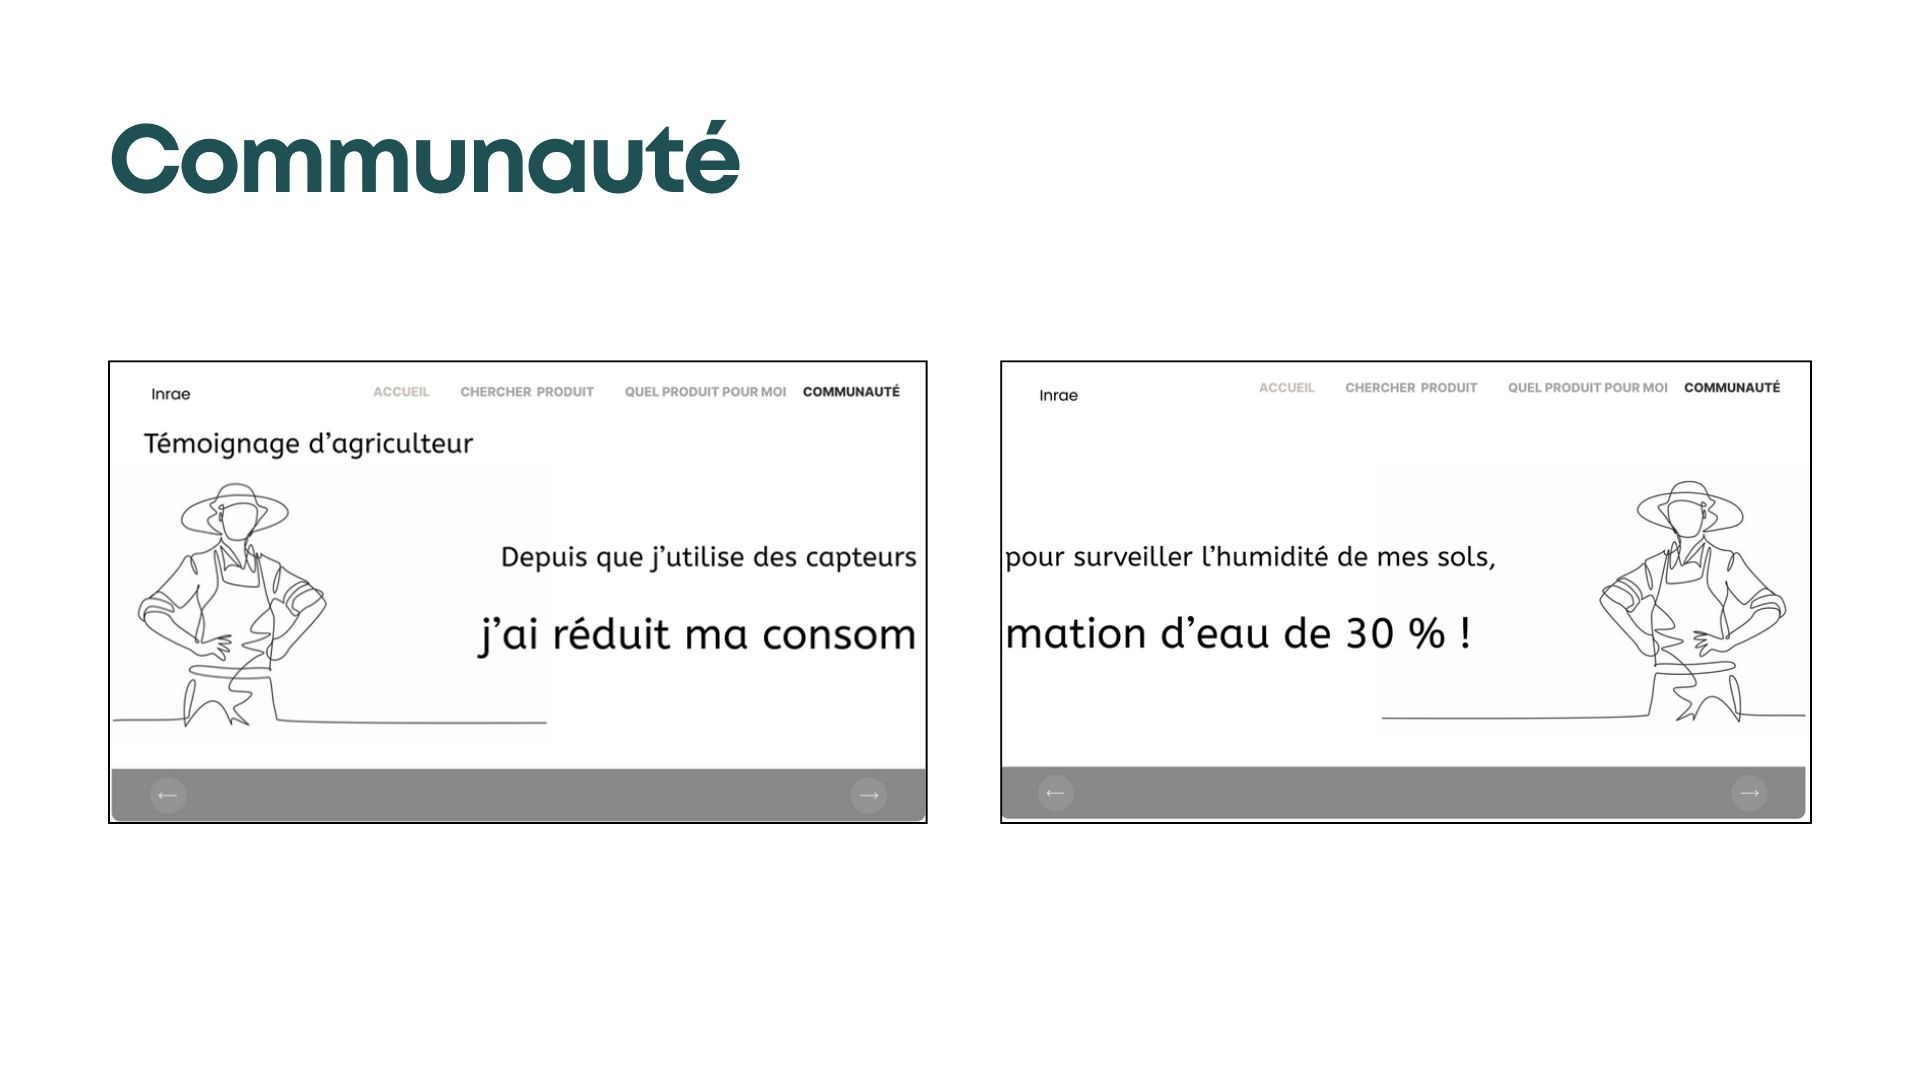 Communauté
Inrae
ACCUEIL CHERCHER PRODUIT QUEL PRODUIT POUR MOI COMMUNAUTÉ
Témoignage d’agriculteur
Depuis que j’utilise des capteurs
j’ai réduit ma consom
Inrae
ACCUEIL CHERCHER PRODUIT QUEL PRODUIT POUR MOI COMMUNAUTÉ
pour surveiller l’humidité de mes sols,
mation d’eau de 30 % !